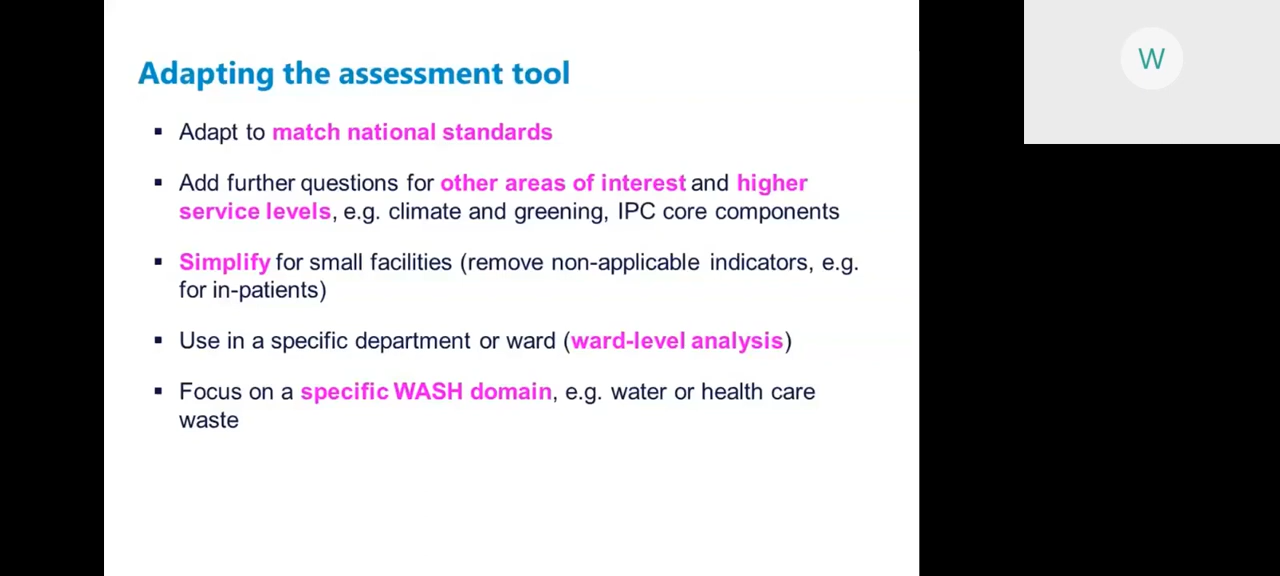 Adapting the assessment tool
▪ Adapt to match national standards
▪ Add further questions for other areas of interest and higher
service levels, e.g. climate and greening, IPC core components
▪ Simplify for small facilities (remove non-applicable indicators, e.g.
for in-patients)
▪ Use in a specific department or ward (ward-level analysis)
▪ Focus on a specific WASH domain, e.g. water or health care
waste
W